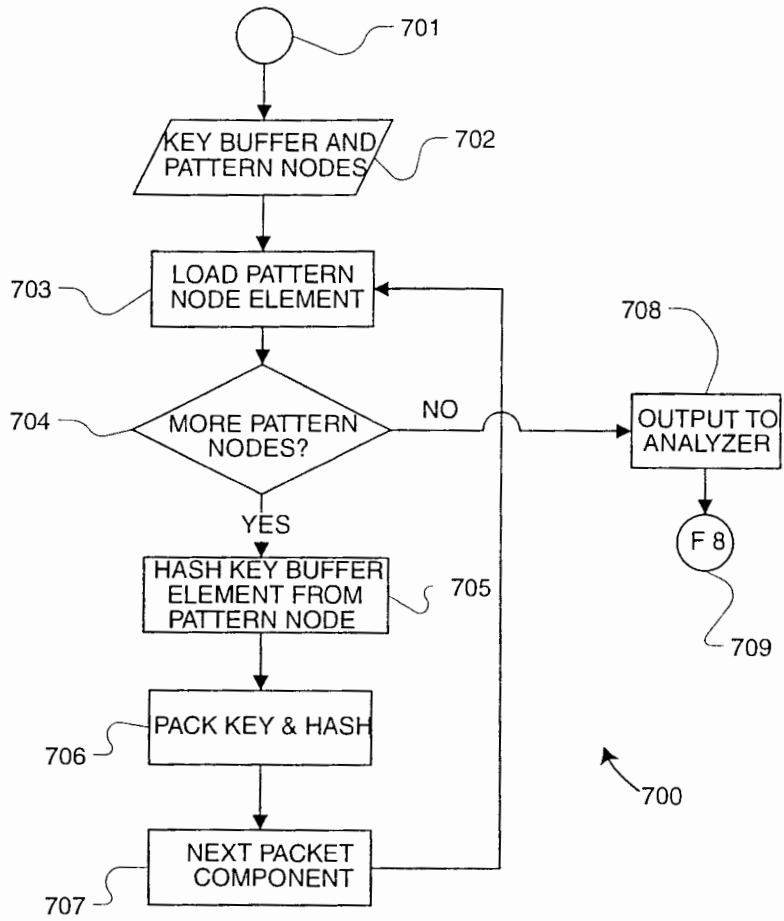 701
KEY BUFFER AND
PATTERN NODES
702
LOAD PATTERN
NODE ELEMENT
703
708
704
MORE PATTERN
NODES?
NO
OUTPUT TO
ANALYZER
YES
F 8
HASH KEY BUFFER
ELEMENT FROM
PATTERN NODE
705
709
PACK KEY & HASH
706
700
NEXT PACKET
COMPONENT
707